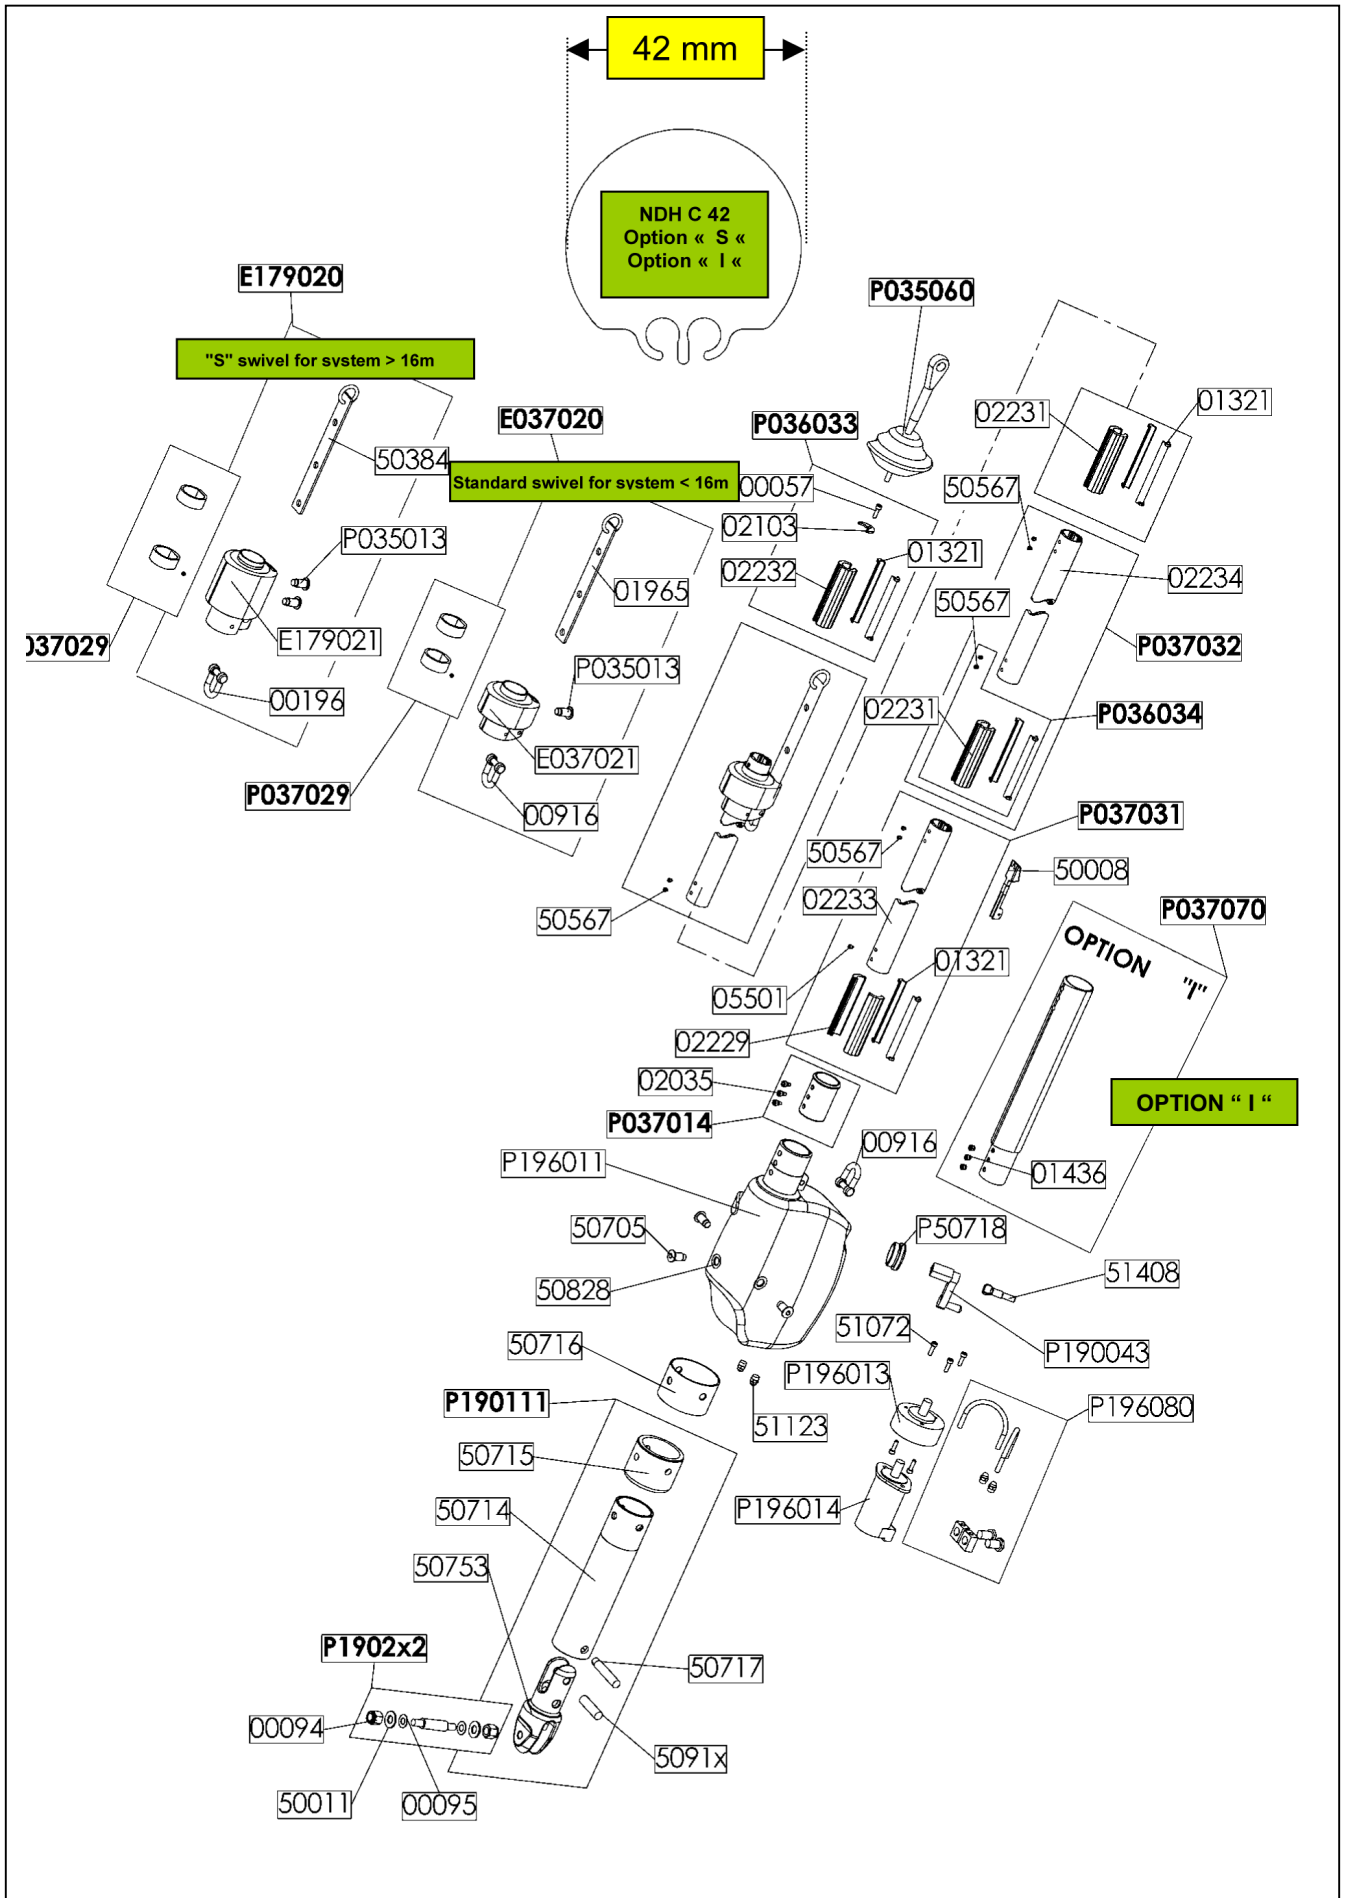 42 mm
NDH C 42
Option « S «
Option « I «
E179020
P035060
"S" swivel for system > 16m
02231
01321
E037020
P036033
50384
Standard swivel for system < 16m
00057
50567
02103
P035013
01321
02232
02234
01965
50567
037029
E179021
P037032
P035013
00196
02231
P036034
E037021
P037029
00916
P037031
50567
50008
02233
P037070
50567
OPTION "I"
01321
05501
02229
02035
OPTION “ I “
P037014
00916
P196011
01436
50705
P50718
50828
51408
51072
50716
P190043
P196013
P190111
P196080
51123
50715
50714
P196014
50753
P1902x2
50717
00094
5091x
50011
00095